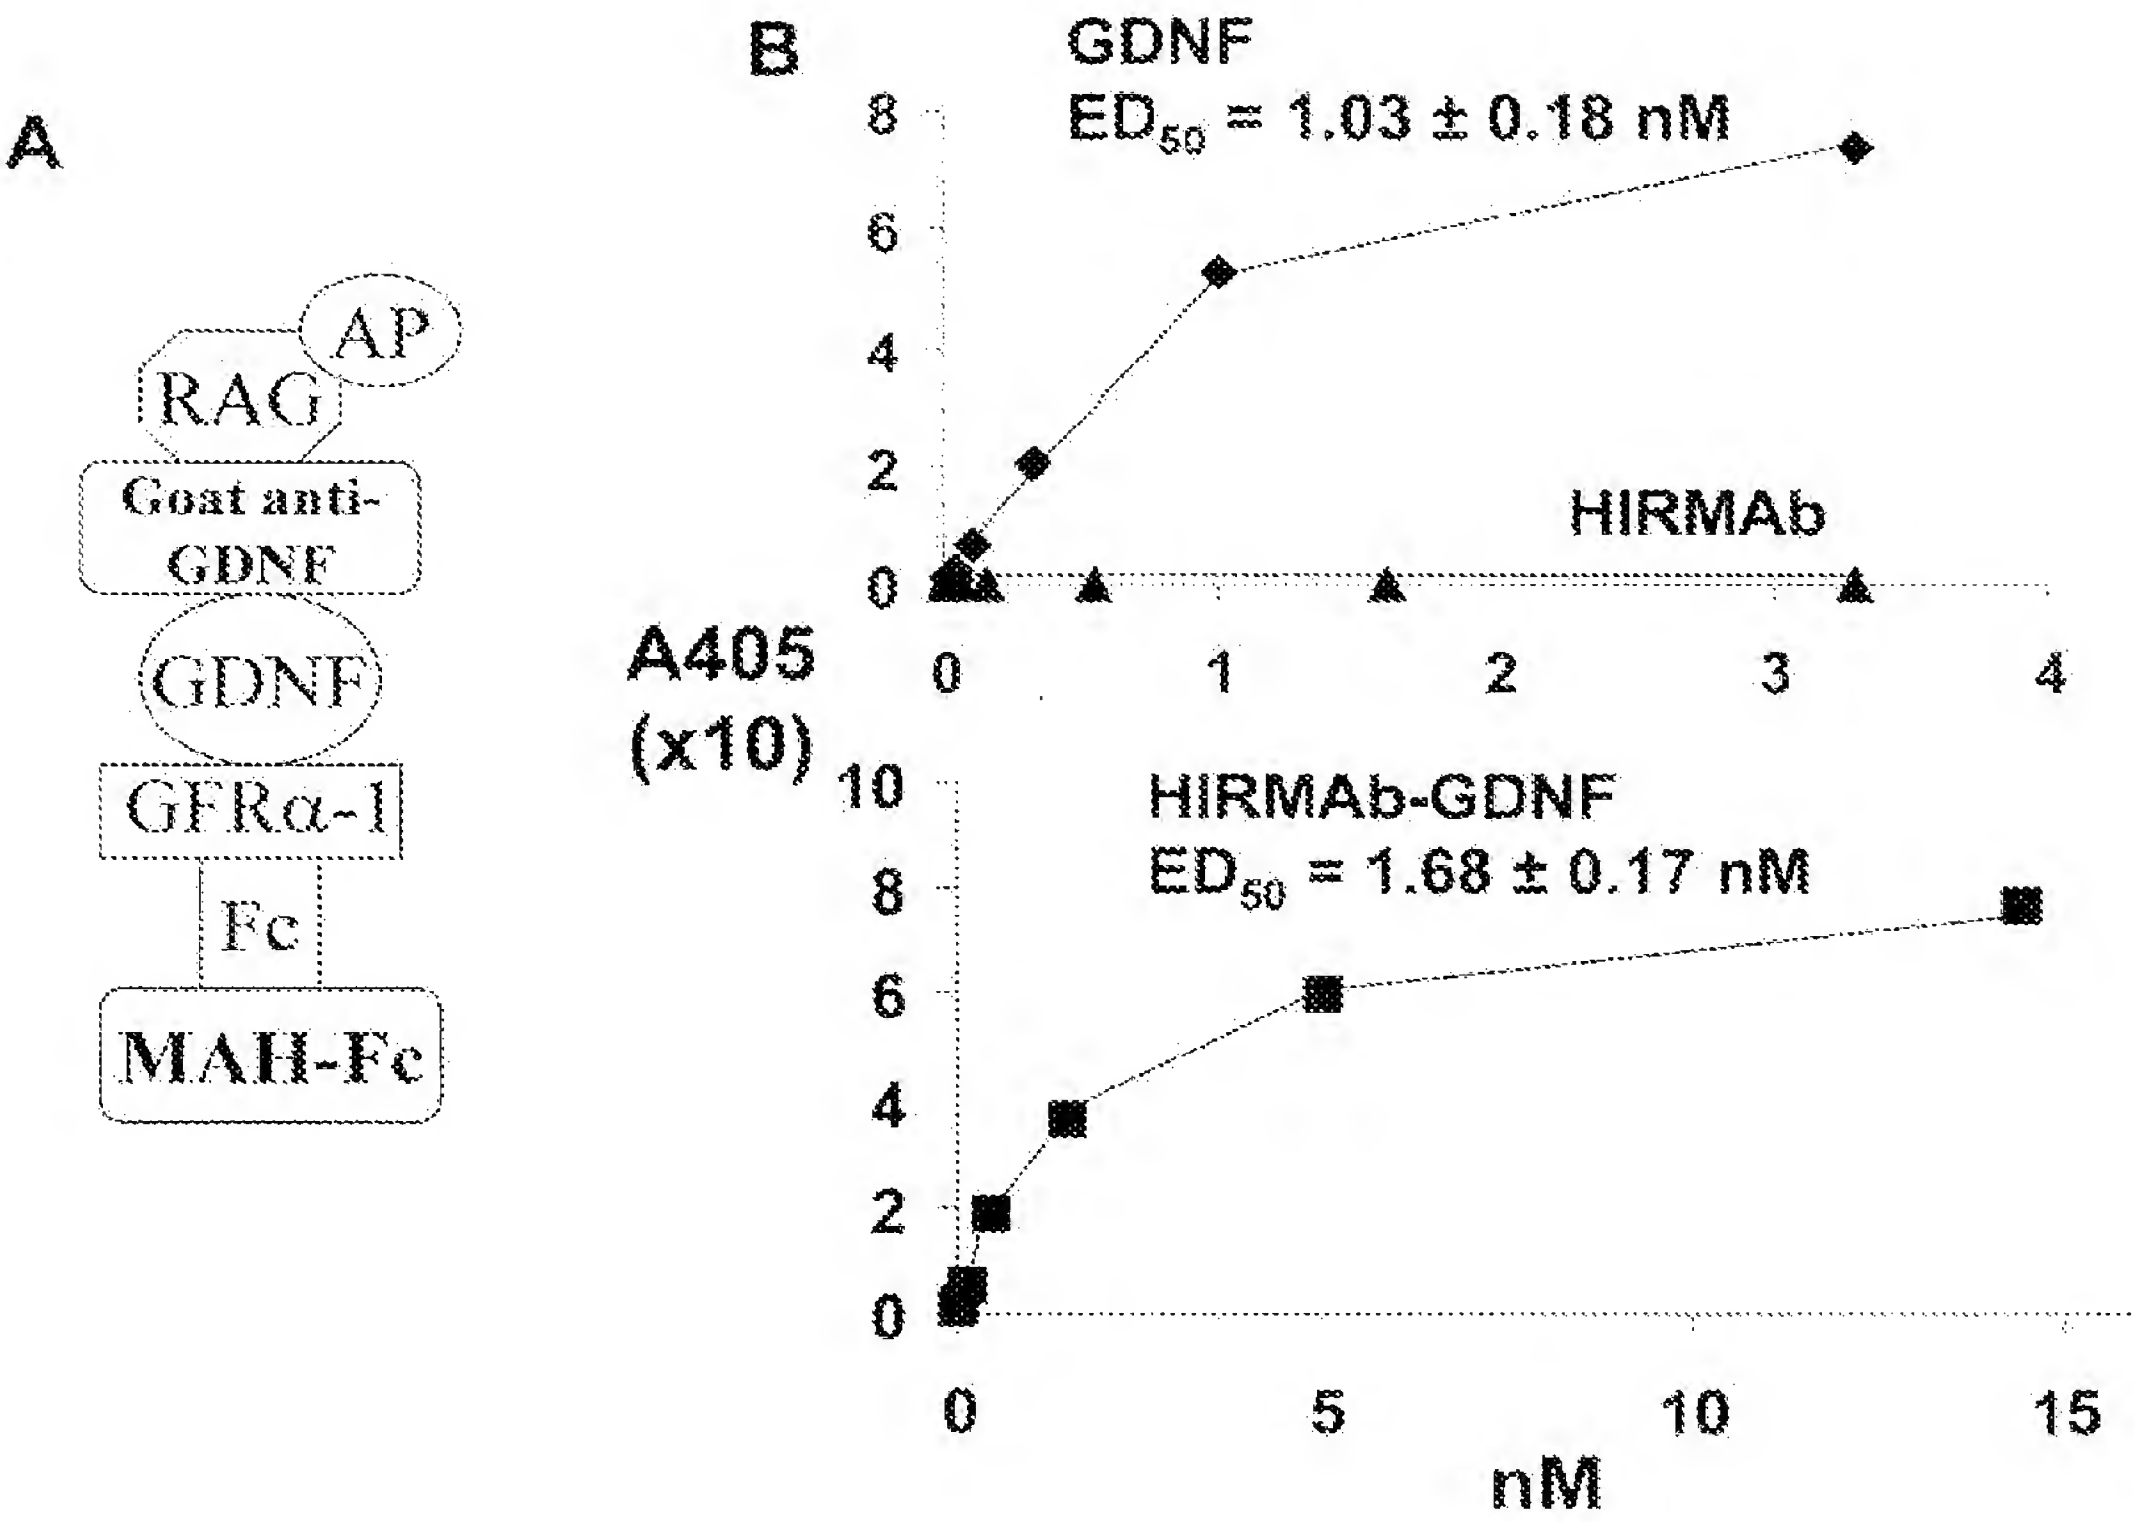 A
AP
RAG
Goat anti-
GDNF
GDNF
GFRα-1
Fc
MAH-Fc
B
GDNF
ED₅₀ = 1.03 ± 0.18 nM
8
6
4
2
0
HIRMAb
0 1 2 3 4
A405
(x10)
HIRMAb-GDNF
ED₅₀ = 1.68 ± 0.17 nM
10
8
6
4
2
0
0 5 10 15
nM